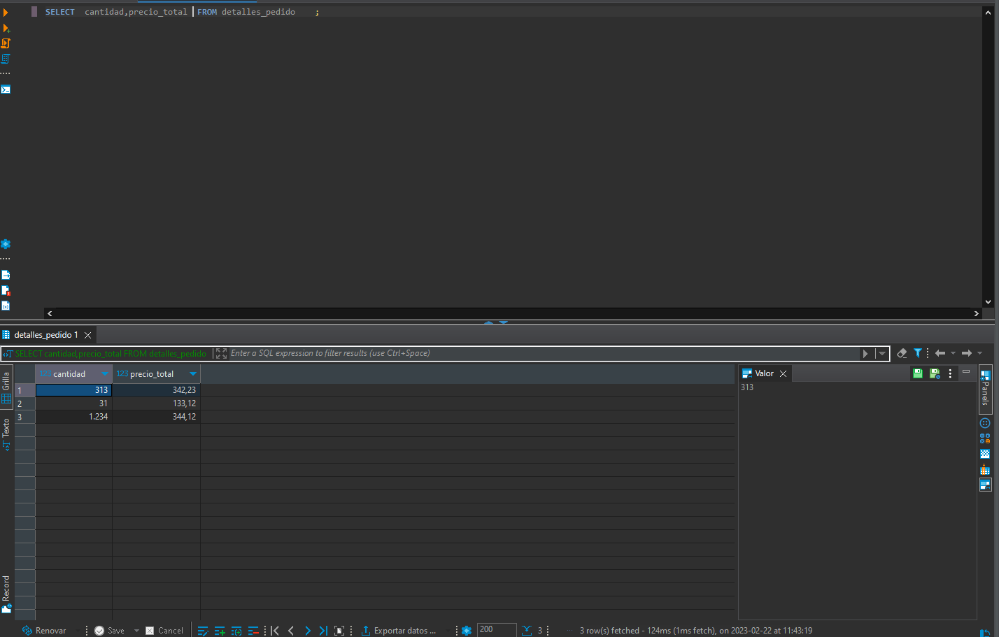 SELECT cantidad,precio_total FROM detalles_pedido ;
detalles_pedido 1
SELECT cantidad,precio_total FROM detalles_pedido Enter a SQL expression to filter results (use Ctrl+Space)
Grilla
Texto
Record
123 cantidad 123 precio_total
1 313 342,23
2 31 133,12
3 1.234 344,12
Valor
313
Panels
Renovar Save Cancel Exportar datos ... 200 3 3 row(s) fetched - 124ms (1ms fetch), on 2023-02-22 at 11:43:19